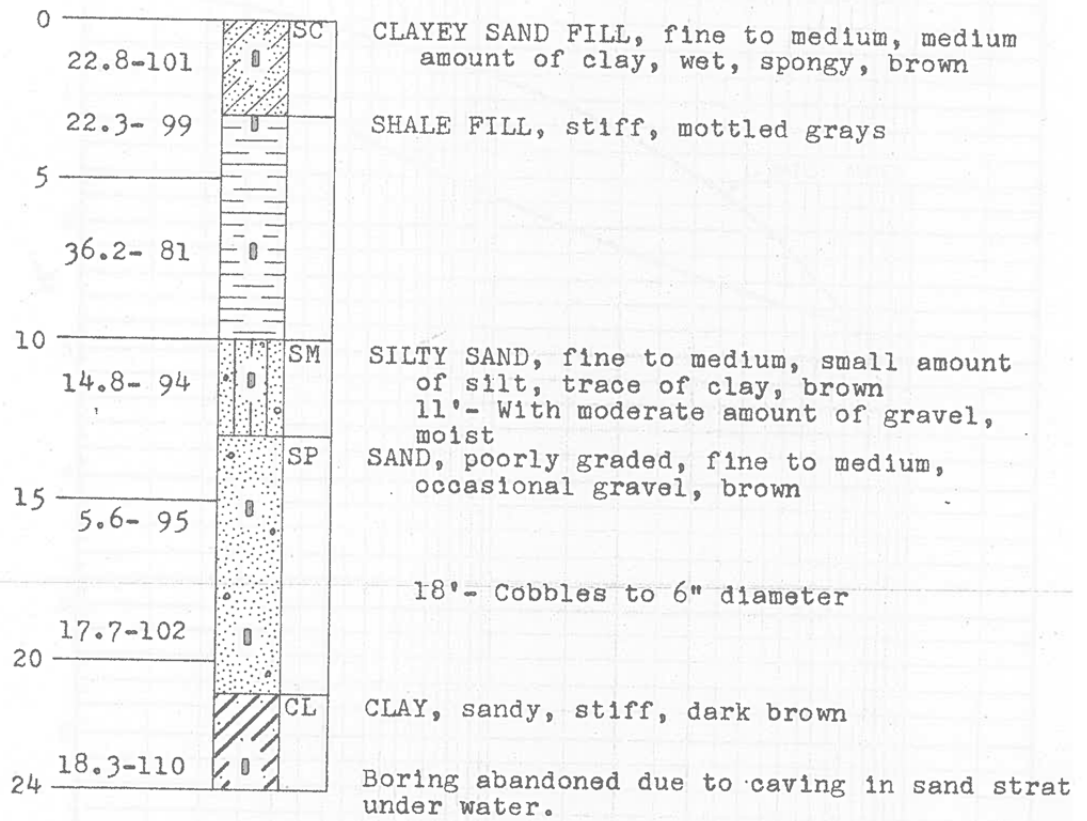 0 SC CLAYEY SAND FILL, fine to medium, medium
22.8-101 amount of clay, wet, spongy, brown
22.3- 99 SHALE FILL, stiff, mottled grays
5
36.2- 81
10 SM SILTY SAND, fine to medium, small amount
14.8- 94 of silt, trace of clay, brown
11'- With moderate amount of gravel,
moist
SP SAND, poorly graded, fine to medium,
15 occasional gravel, brown
5.6- 95
18'- Cobbles to 6" diameter
17.7-102
20
CL CLAY, sandy, stiff, dark brown
18.3-110
24 Boring abandoned due to caving in sand strat
under water.